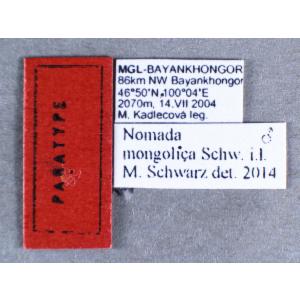 PARATYPE
MGL-BAYANKHONGOR
86km NW Bayankhongor
46°50'N,100°04'E
2070m, 14.VII 2004
M. Kadlecová leg.
Nomada ♂
mongoliça Schw. i.l.
M. Schwarz det. 2014